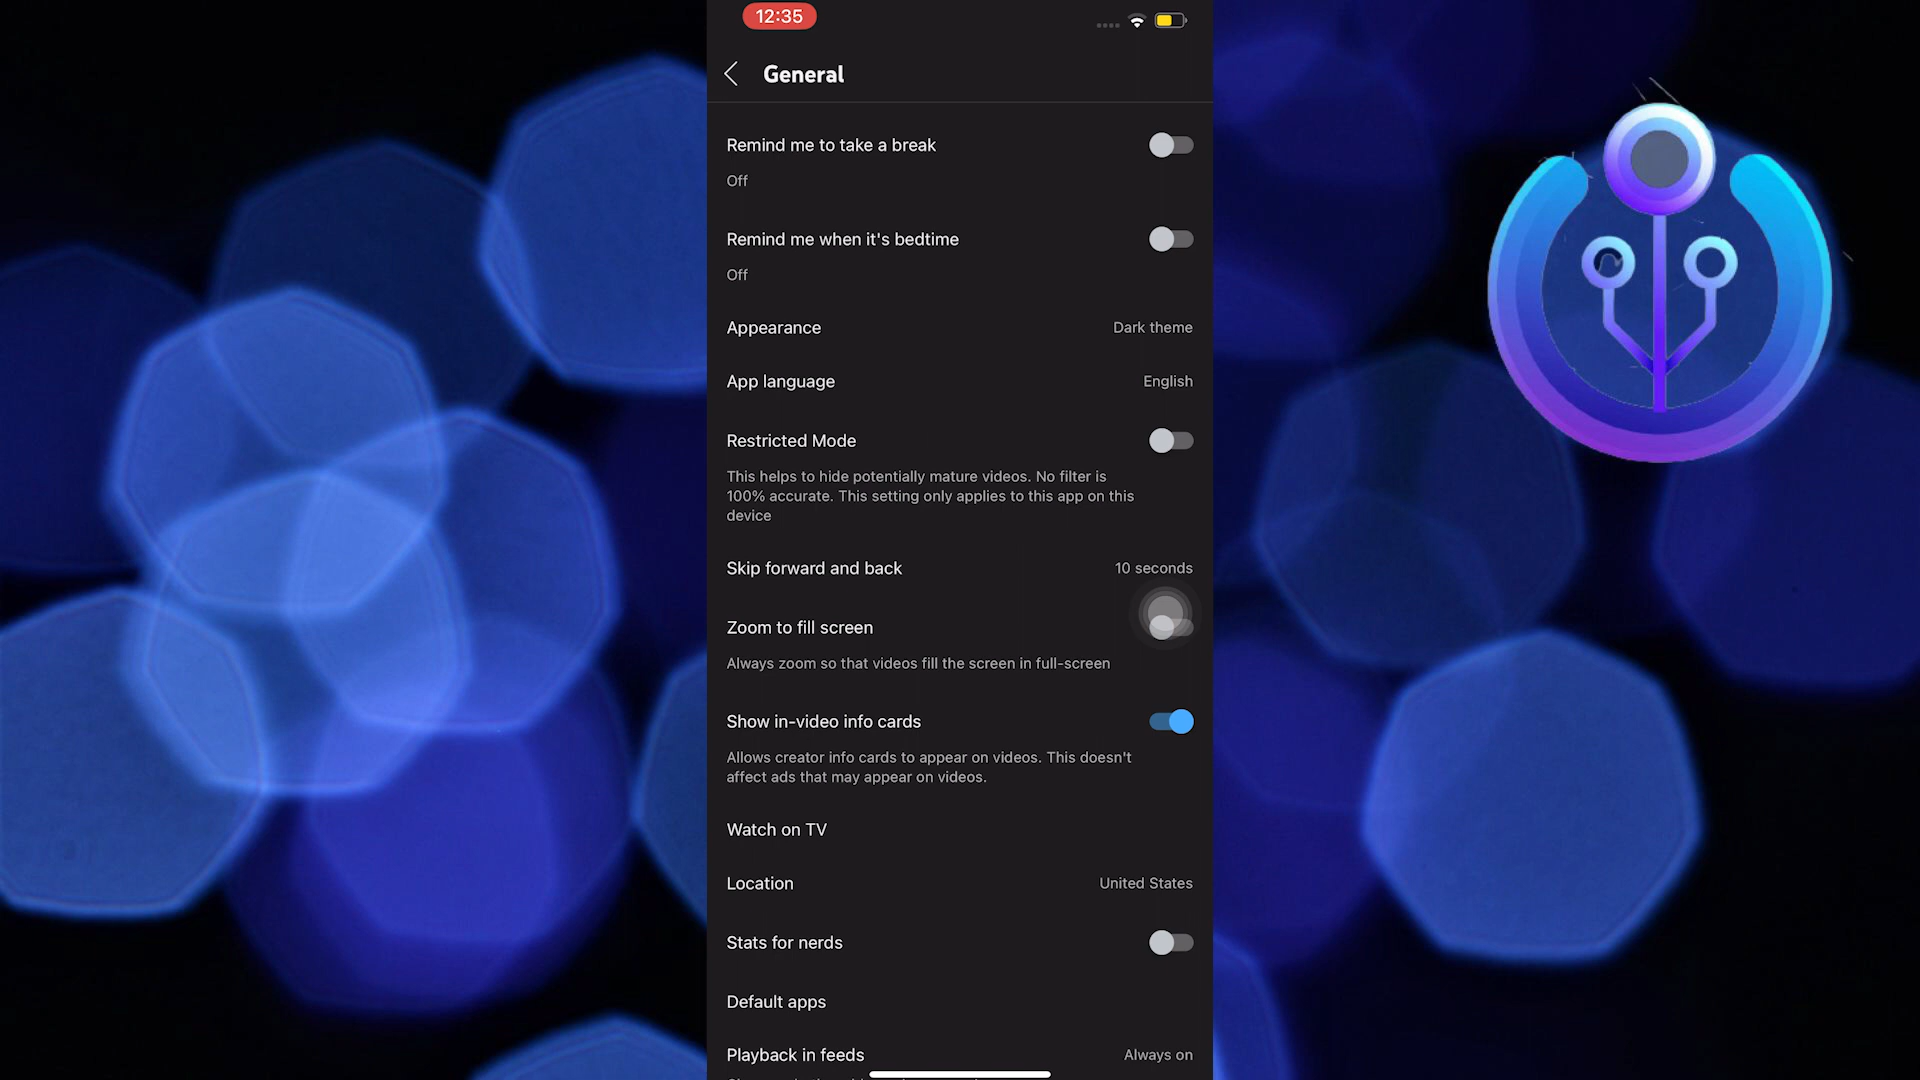 12:35
General
Remind me to take a break
Off
Remind me when it's bedtime
Off
Appearance
Dark theme
App language
English
Restricted Mode
This helps to hide potentially mature videos. No filter is
100% accurate. This setting only applies to this app on this
device
Skip forward and back
10 seconds
Zoom to fill screen
Always zoom so that videos fill the screen in full-screen
Show in-video info cards
Allows creator info cards to appear on videos. This doesn't
affect ads that may appear on videos.
Watch on TV
Location
United States
Stats for nerds
Default apps
Playback in feeds
Always on